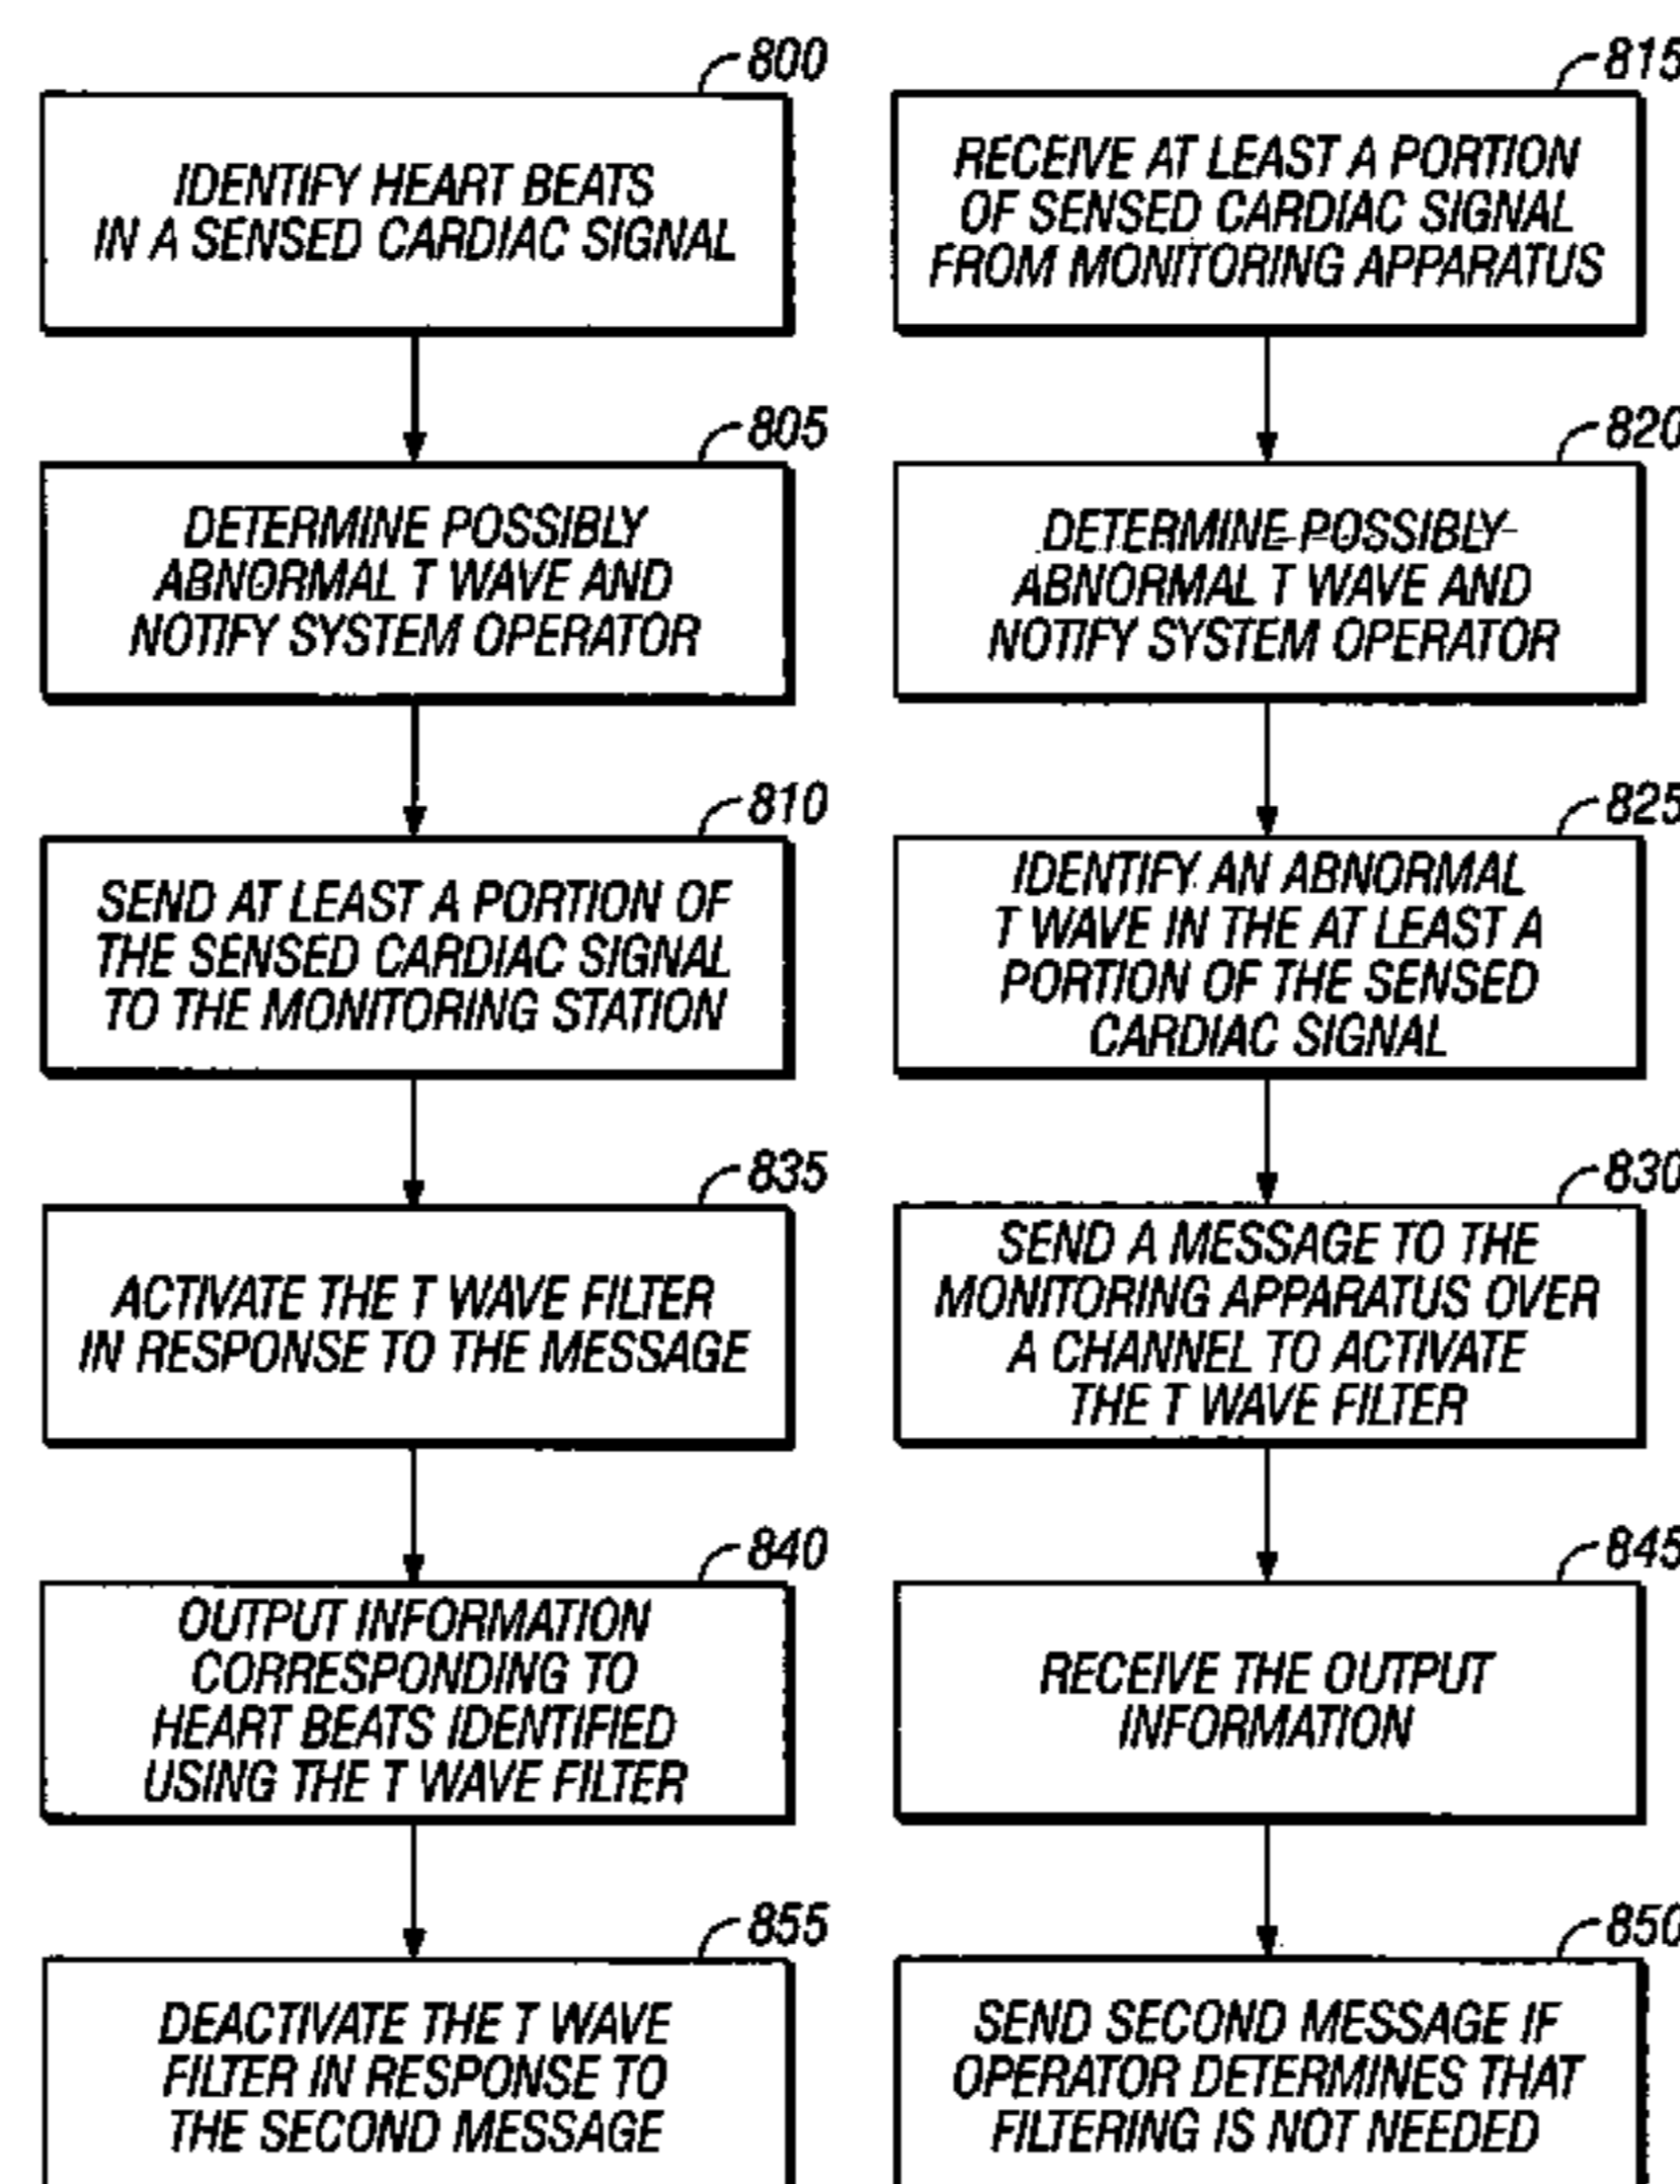 800
IDENTIFY HEART BEATS
IN A SENSED CARDIAC SIGNAL
805
DETERMINE POSSIBLY
ABNORMAL T WAVE AND
NOTIFY SYSTEM OPERATOR
810
SEND AT LEAST A PORTION OF
THE SENSED CARDIAC SIGNAL
TO THE MONITORING STATION
835
ACTIVATE THE T WAVE FILTER
IN RESPONSE TO THE MESSAGE
840
OUTPUT INFORMATION
CORRESPONDING TO
HEART BEATS IDENTIFIED
USING THE T WAVE FILTER
855
DEACTIVATE THE T WAVE
FILTER IN RESPONSE TO
THE SECOND MESSAGE
815
RECEIVE AT LEAST A PORTION
OF SENSED CARDIAC SIGNAL
FROM MONITORING APPARATUS
820
DETERMINE POSSIBLY
ABNORMAL T WAVE AND
NOTIFY SYSTEM OPERATOR
825
IDENTIFY AN ABNORMAL
T WAVE IN THE AT LEAST A
PORTION OF THE SENSED
CARDIAC SIGNAL
830
SEND A MESSAGE TO THE
MONITORING APPARATUS OVER
A CHANNEL TO ACTIVATE
THE T WAVE FILTER
845
RECEIVE THE OUTPUT
INFORMATION
850
SEND SECOND MESSAGE IF
OPERATOR DETERMINES THAT
FILTERING IS NOT NEEDED